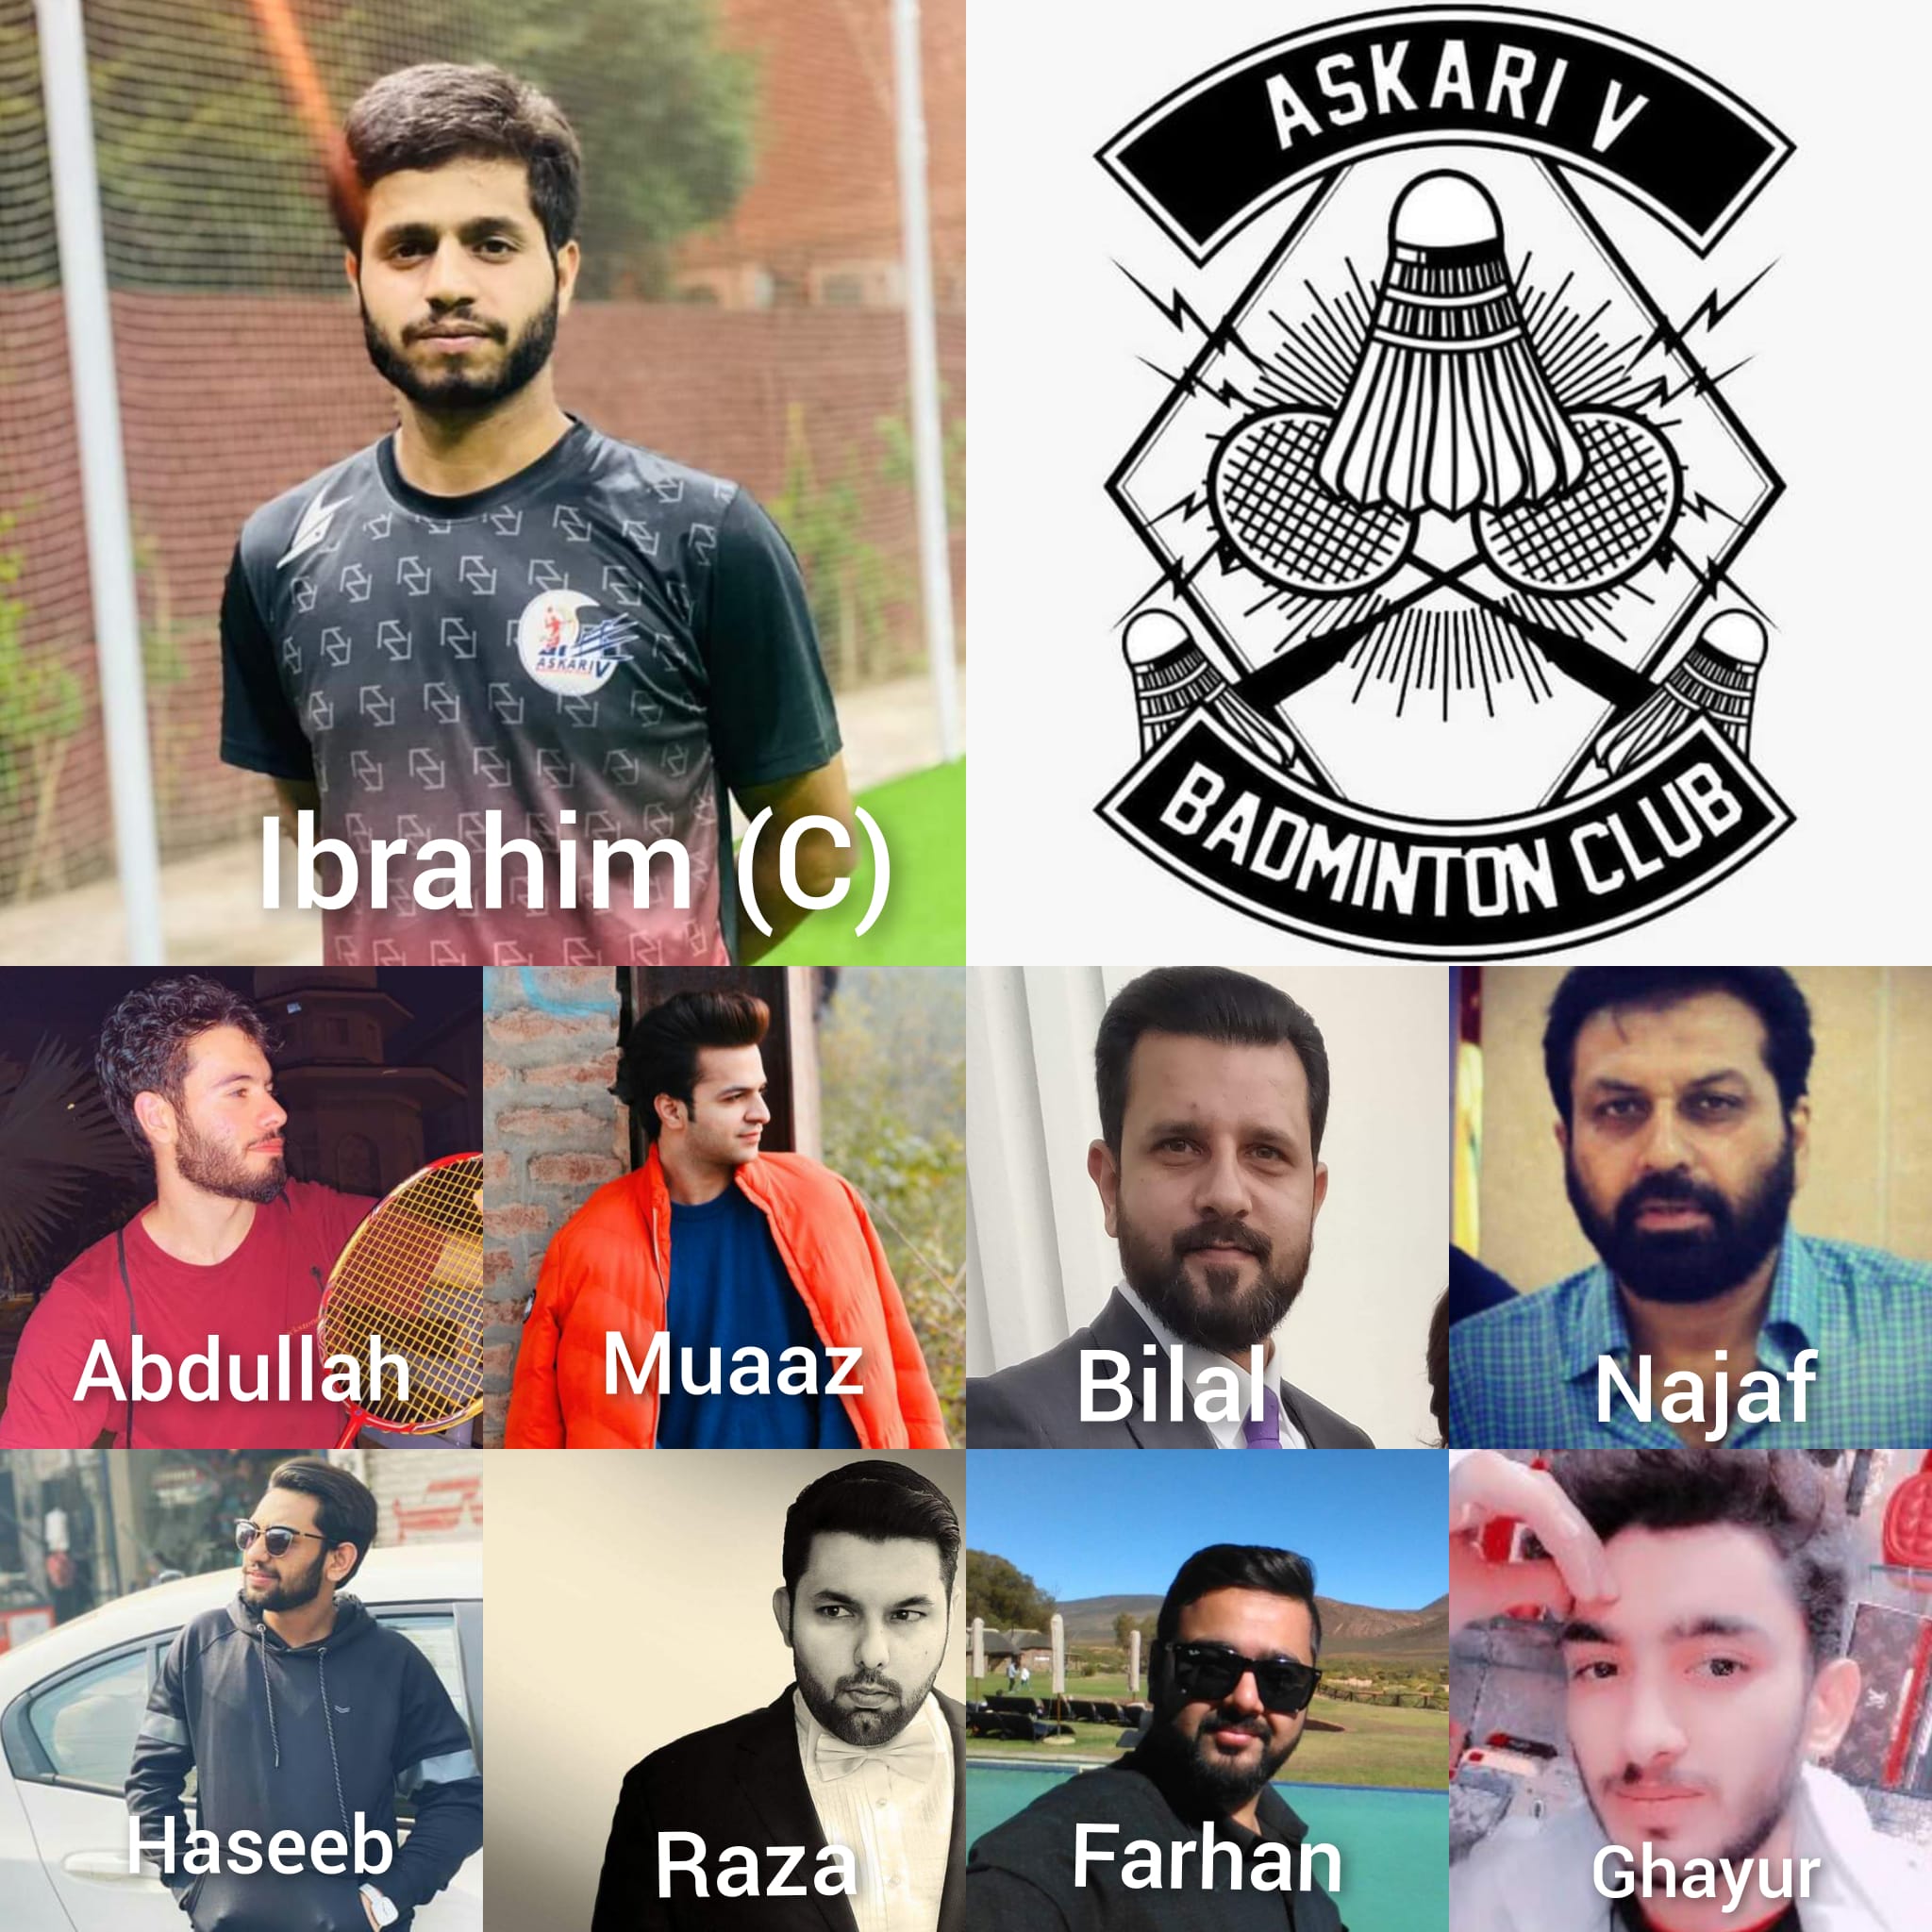 Ibrahim (C)
ASKARI V
ASKARI V
BADMINTON CLUB
Abdullah
Muaaz
Bilal
Najaf
Haseeb
Raza
Farhan
Ghayur